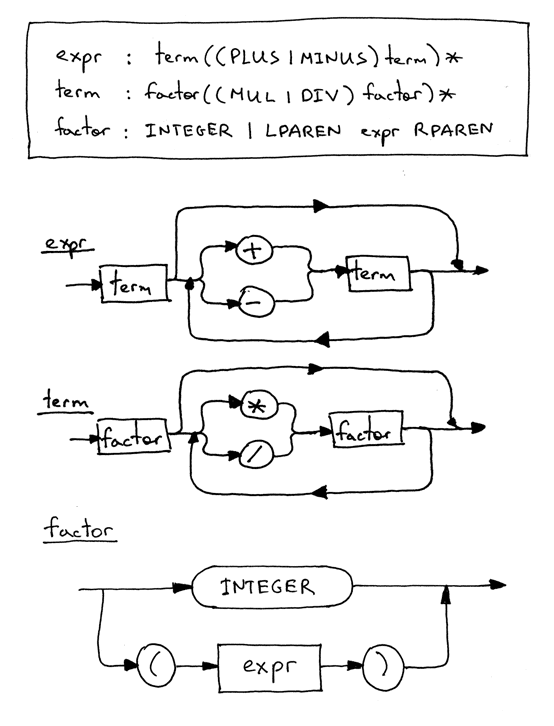 expr : term((PLUS | MINUS) term)*
term : factor((MUL | DIV) factor)*
factor : INTEGER | LPAREN expr RPAREN
expr
+
term
term
-
term
*
factor
factor
/
factor
INTEGER
( expr )